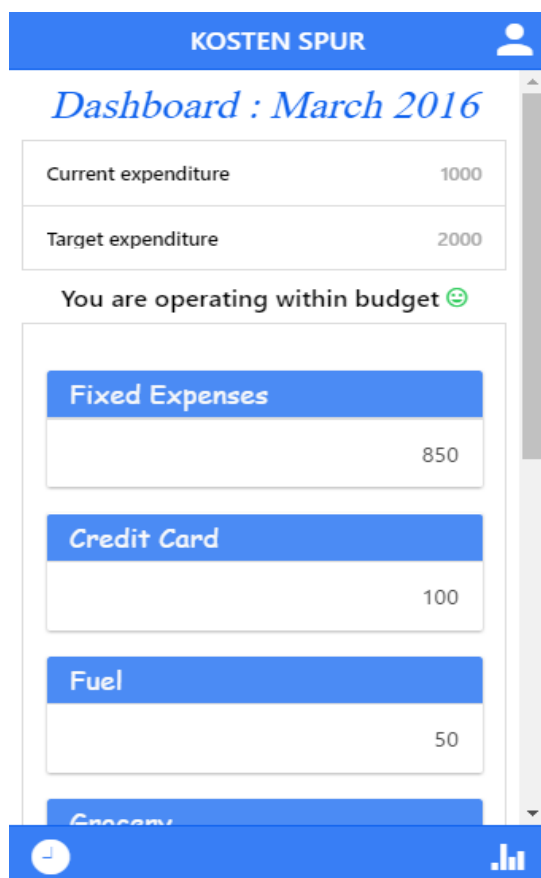 KOSTEN SPUR
Dashboard : March 2016
Current expenditure 1000
Target expenditure 2000
You are operating within budget
Fixed Expenses
850
Credit Card
100
Fuel
50
Grocery